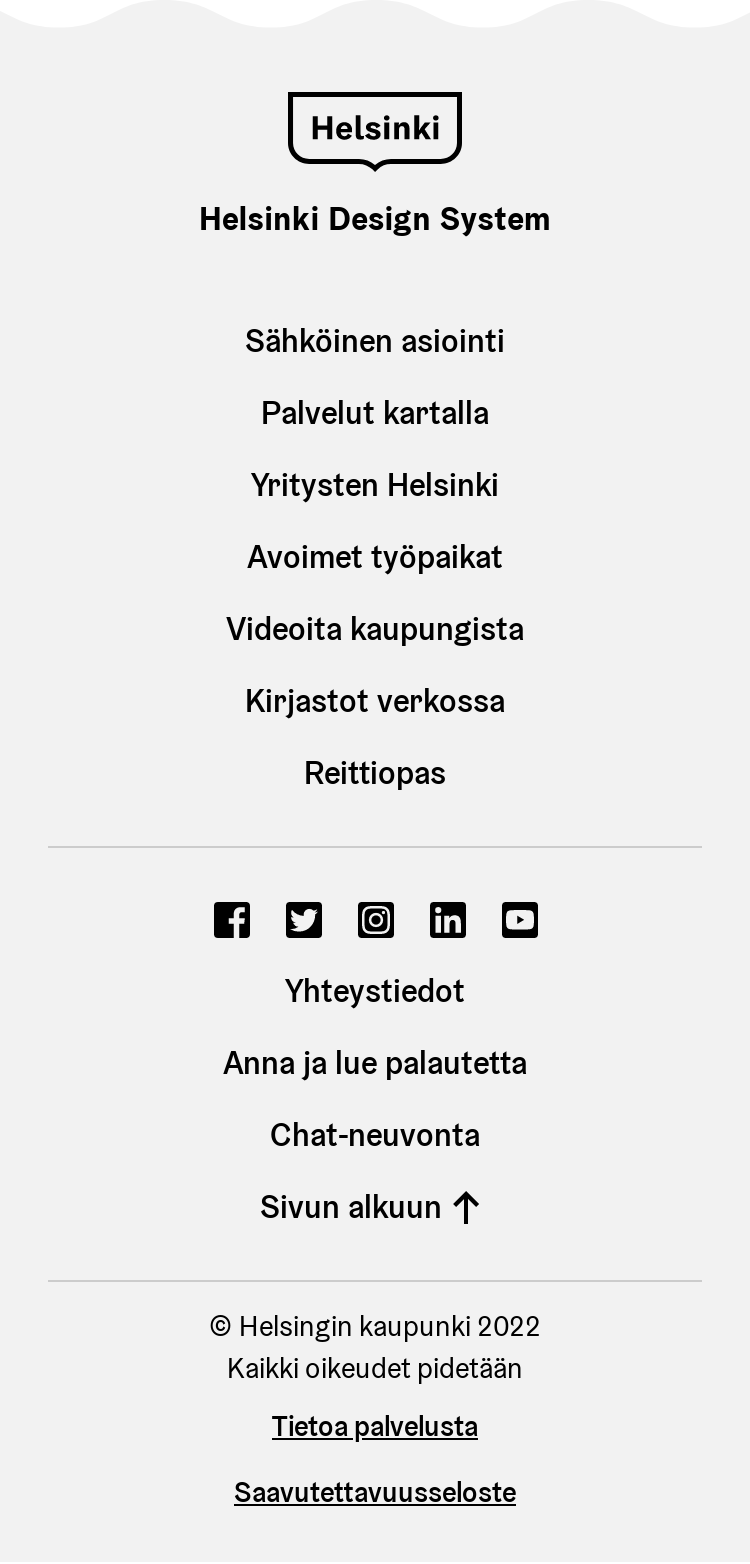 Helsinki
Helsinki Design System
Sähköinen asiointi
Palvelut kartalla
Yritysten Helsinki
Avoimet työpaikat
Videoita kaupungista
Kirjastot verkossa
Reittiopas
Yhteystiedot
Anna ja lue palautetta
Chat-neuvonta
Sivun alkuun
© Helsingin kaupunki 2022
Kaikki oikeudet pidetään
Tietoa palvelusta
Saavutettavuusseloste